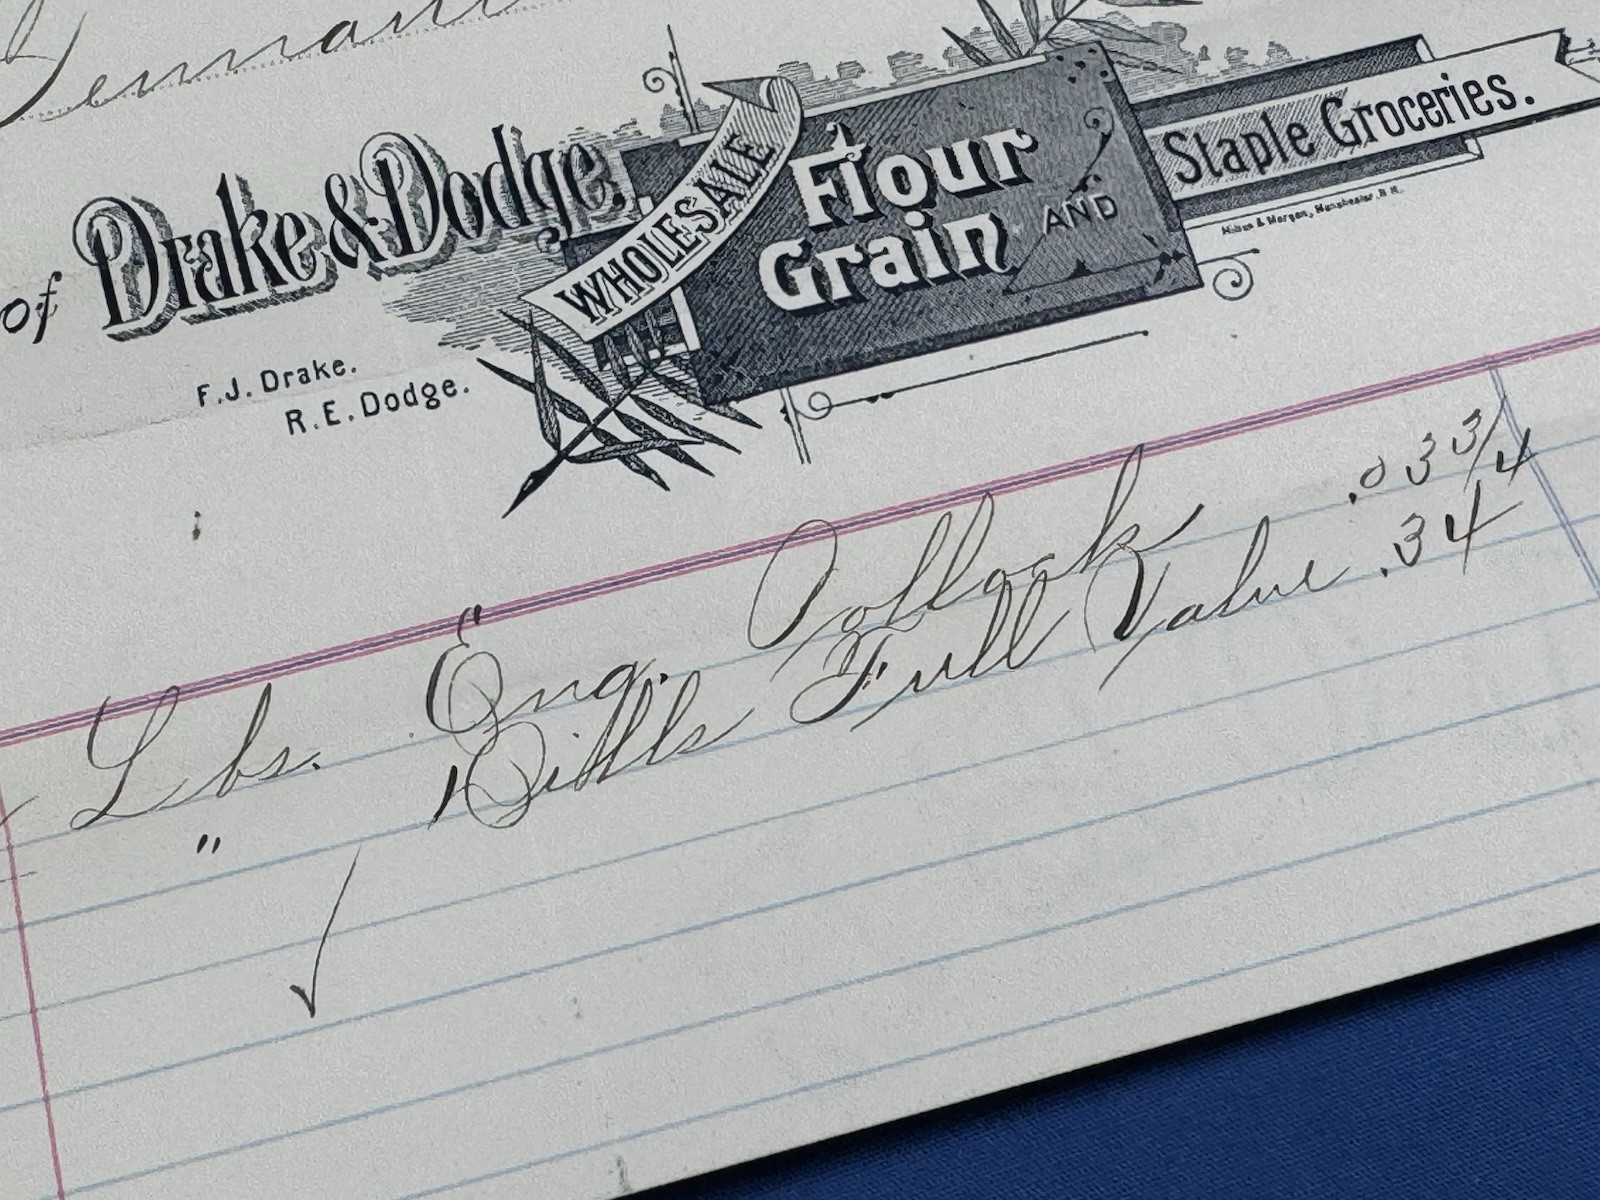 of Drake & Dodge,
WHOLESALE
Flour
Grain AND
Staple Groceries.
F. J. Drake.
R. E. Dodge.
Lbs. Eng. Pollock .03 3/4
" Full Value .34